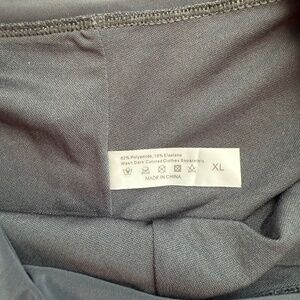 82% Polyamide, 18% Elastane
Wash Dark Colored Clothes Separately
XL
MADE IN CHINA